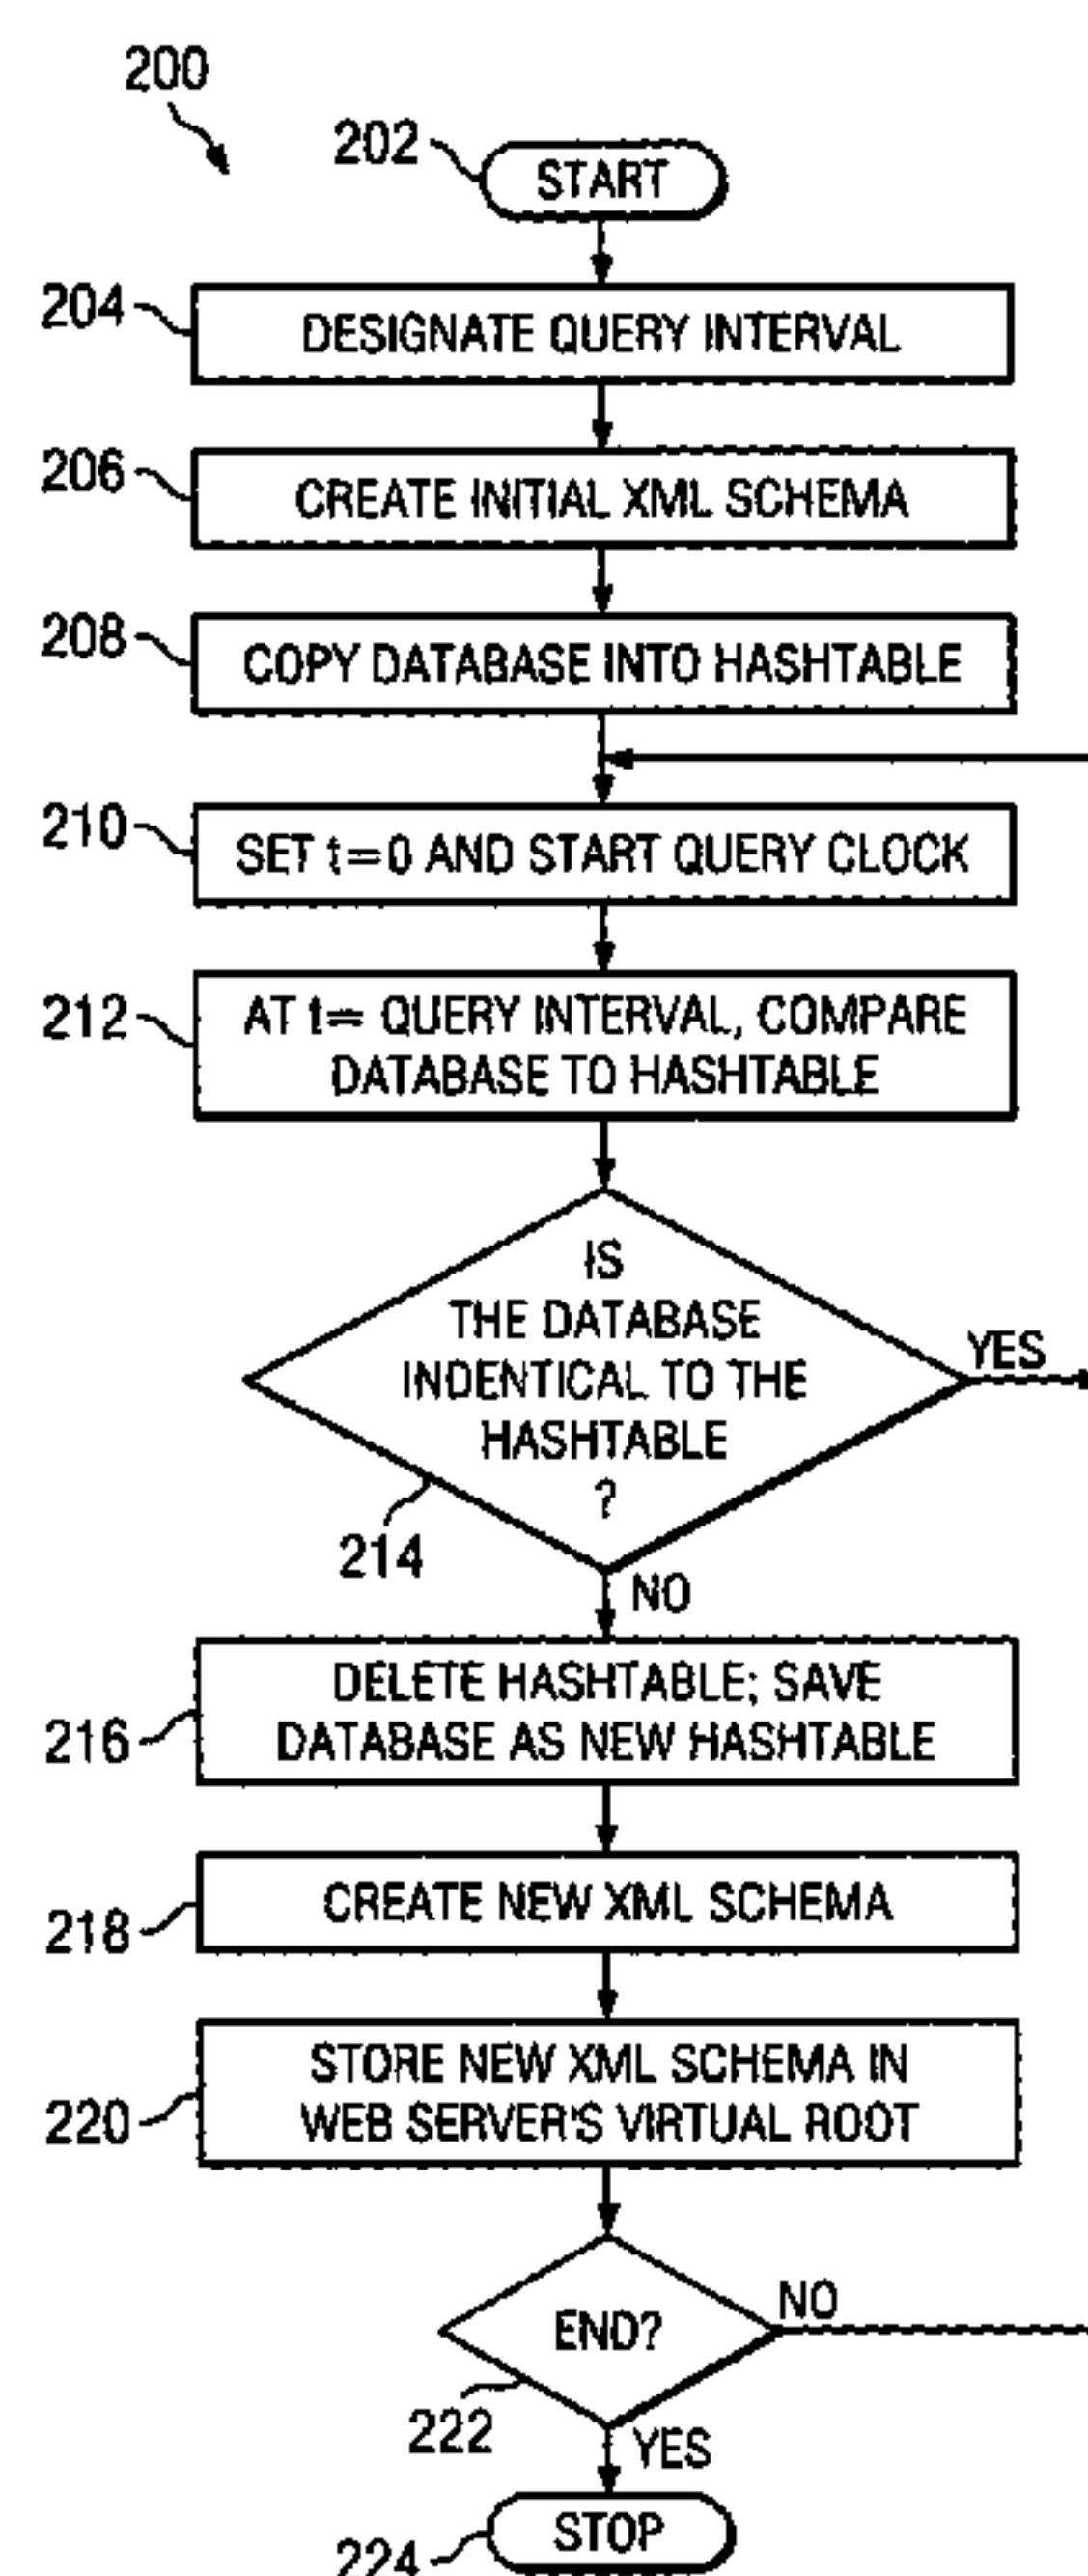 200
202
START
204
DESIGNATE QUERY INTERVAL
206
CREATE INITIAL XML SCHEMA
208
COPY DATABASE INTO HASHTABLE
210
SET t=0 AND START QUERY CLOCK
212
AT t= QUERY INTERVAL, COMPARE
DATABASE TO HASHTABLE
IS
THE DATABASE
INDENTICAL TO THE
HASHTABLE
?
YES
214
NO
216
DELETE HASHTABLE; SAVE
DATABASE AS NEW HASHTABLE
218
CREATE NEW XML SCHEMA
220
STORE NEW XML SCHEMA IN
WEB SERVER'S VIRTUAL ROOT
END?
NO
222
YES
STOP
224